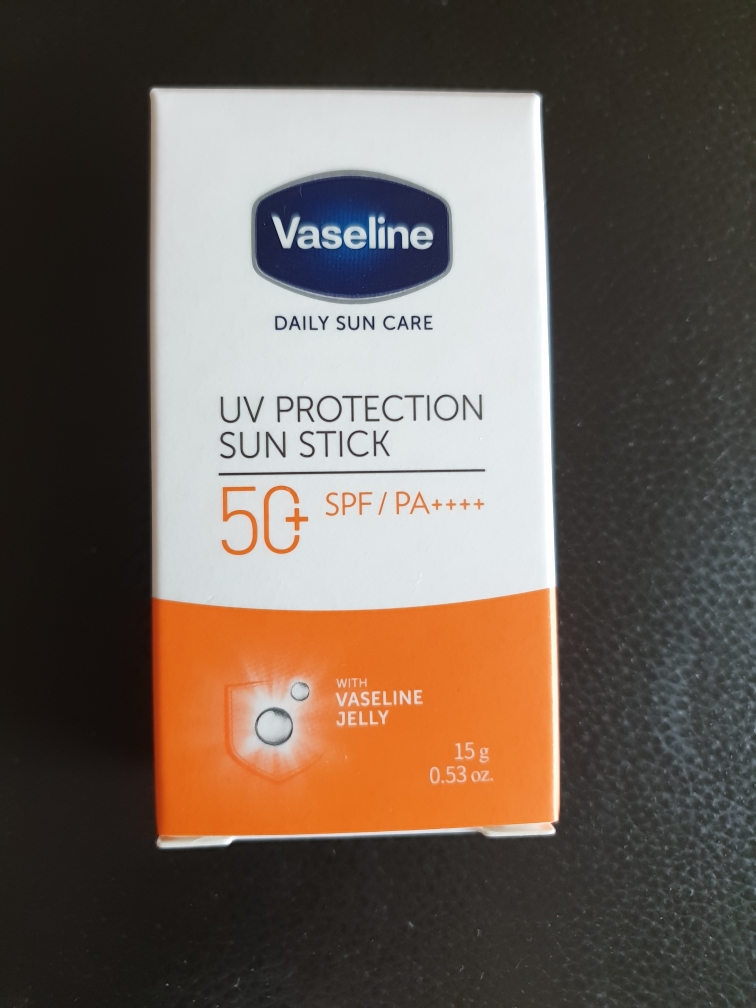 Vaseline
DAILY SUN CARE
UV PROTECTION
SUN STICK
50+ SPF / PA++++
WITH
VASELINE
JELLY
15 g
0.53 oz.